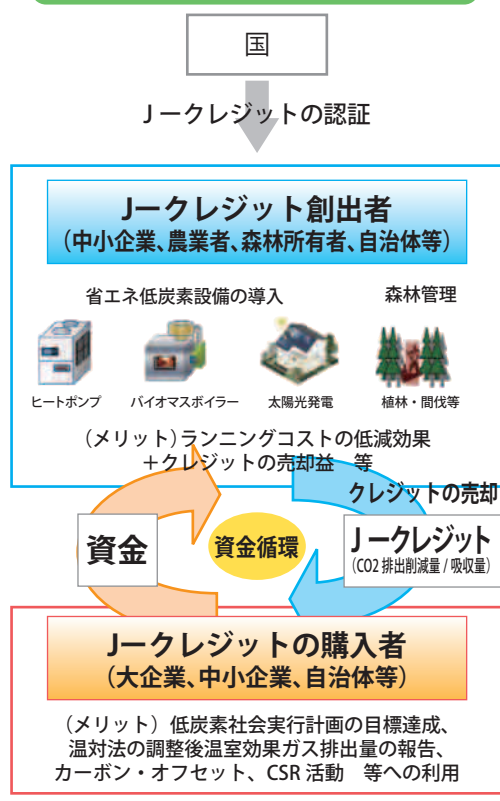 国
Jークレジットの認証
Jークレジット創出者
（中小企業、農業者、森林所有者、自治体等）
省エネ低炭素設備の導入
森林管理
ヒートポンプ
バイオマスボイラー
太陽光発電
植林・間伐等
（メリット）ランニングコストの低減効果
＋クレジットの売却益　等
クレジットの売却
資金
資金循環
Jークレジット
（CO2 排出削減量 / 吸収量）
Jークレジットの購入者
（大企業、中小企業、自治体等）
（メリット）低炭素社会実行計画の目標達成、
温対法の調整後温室効果ガス排出量の報告、
カーボン・オフセット、CSR 活動　等への利用